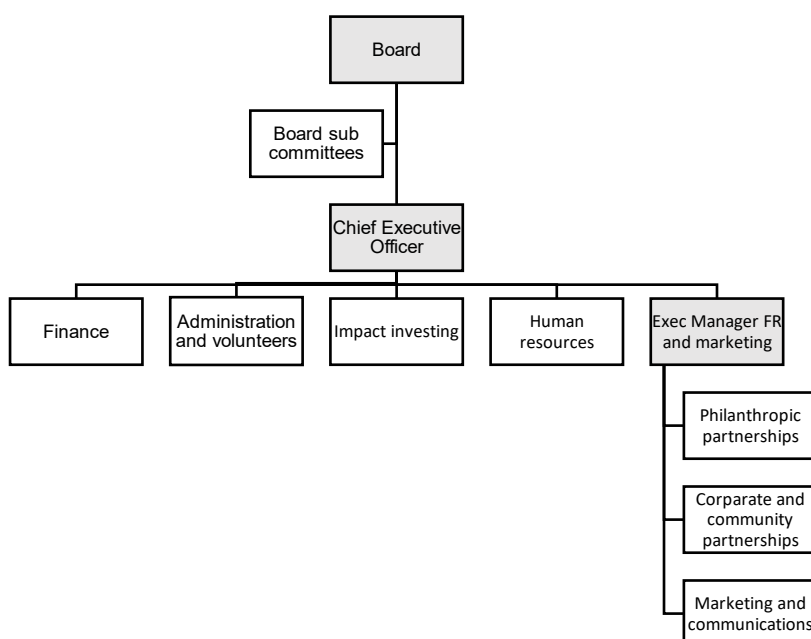 Board
Board sub
committees
Chief Executive
Officer
Finance
Administration
and volunteers
Impact investing
Human
resources
Exec Manager FR
and marketing
Philanthropic
partnerships
Corparate and
community
partnerships
Marketing and
communications